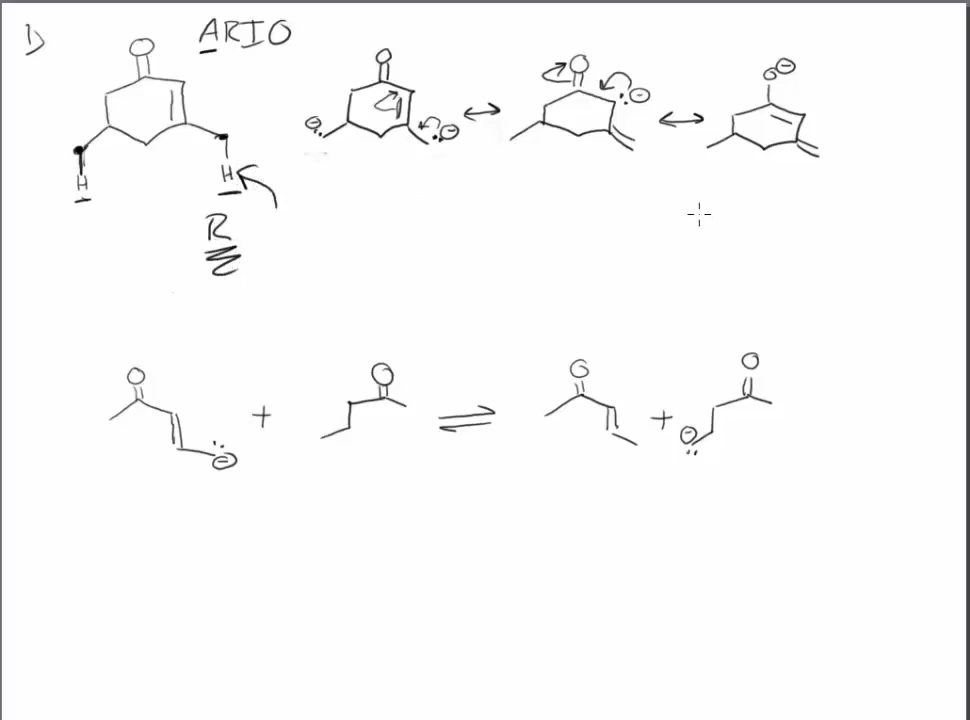 1) ARIO
O O O O ⊖
⊖ ⊖ ⊖
H H
R
O O O O
+ ⇌ +
⊖ ⊖